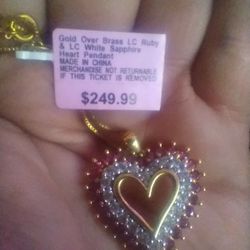 Gold Over Brass LC Ruby
& LC White Sapphire
Heart Pendant
MADE IN CHINA
MERCHANDISE NOT RETURNABLE
IF THIS TICKET IS REMOVED
$249.99